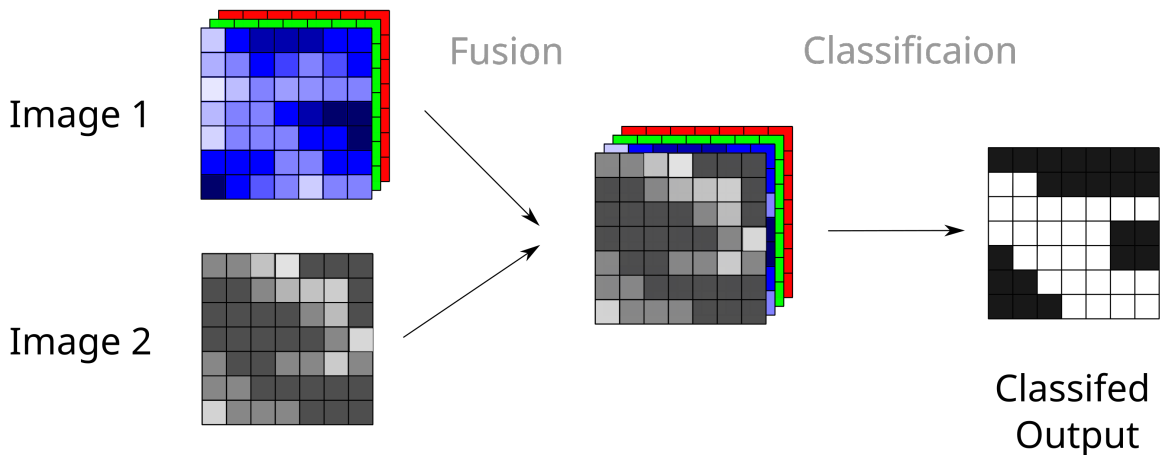 Fusion
Classificaion
Image 1
Image 2
Classifed
Output